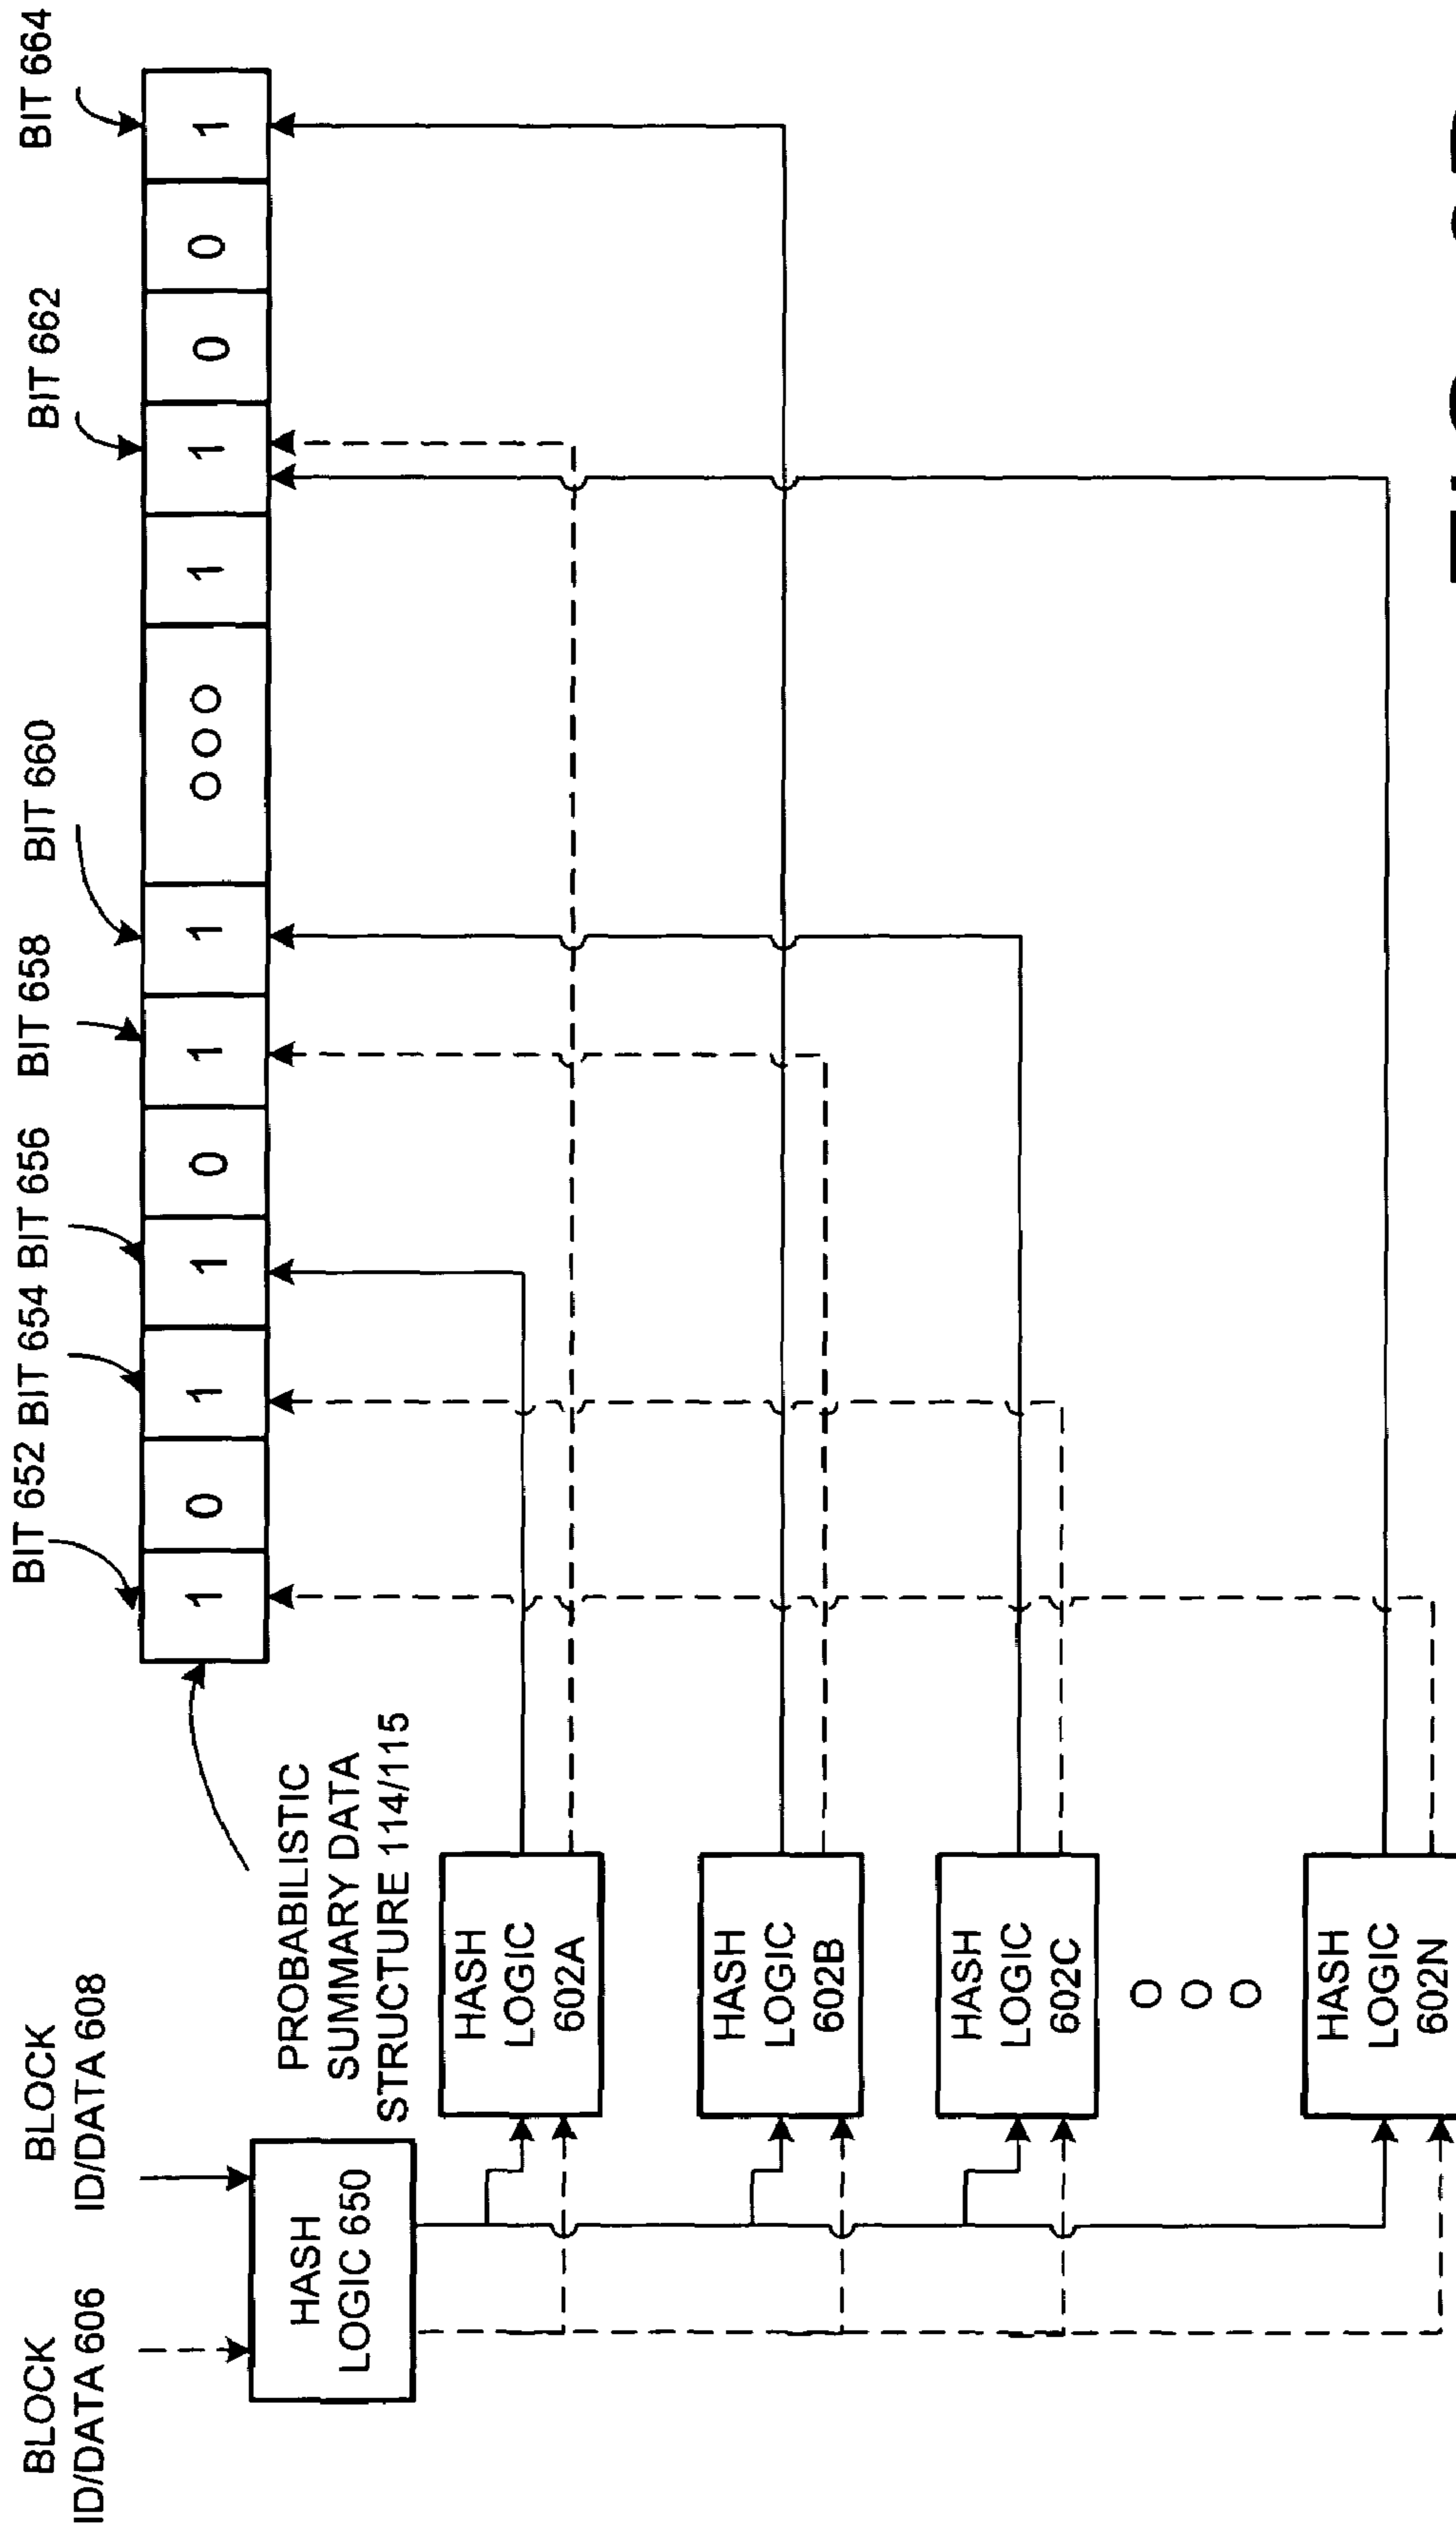 BLOCK
ID/DATA 606
BLOCK
ID/DATA 608
HASH
LOGIC 650
PROBABILISTIC
SUMMARY DATA
STRUCTURE 114/115
BIT 652
BIT 654
BIT 656
BIT 658
BIT 660
BIT 662
BIT 664
1 0 1 1 0 1 1 OOO 1 1 0 0 1
HASH
LOGIC
602A
HASH
LOGIC
602B
HASH
LOGIC
602C
HASH
LOGIC
602N